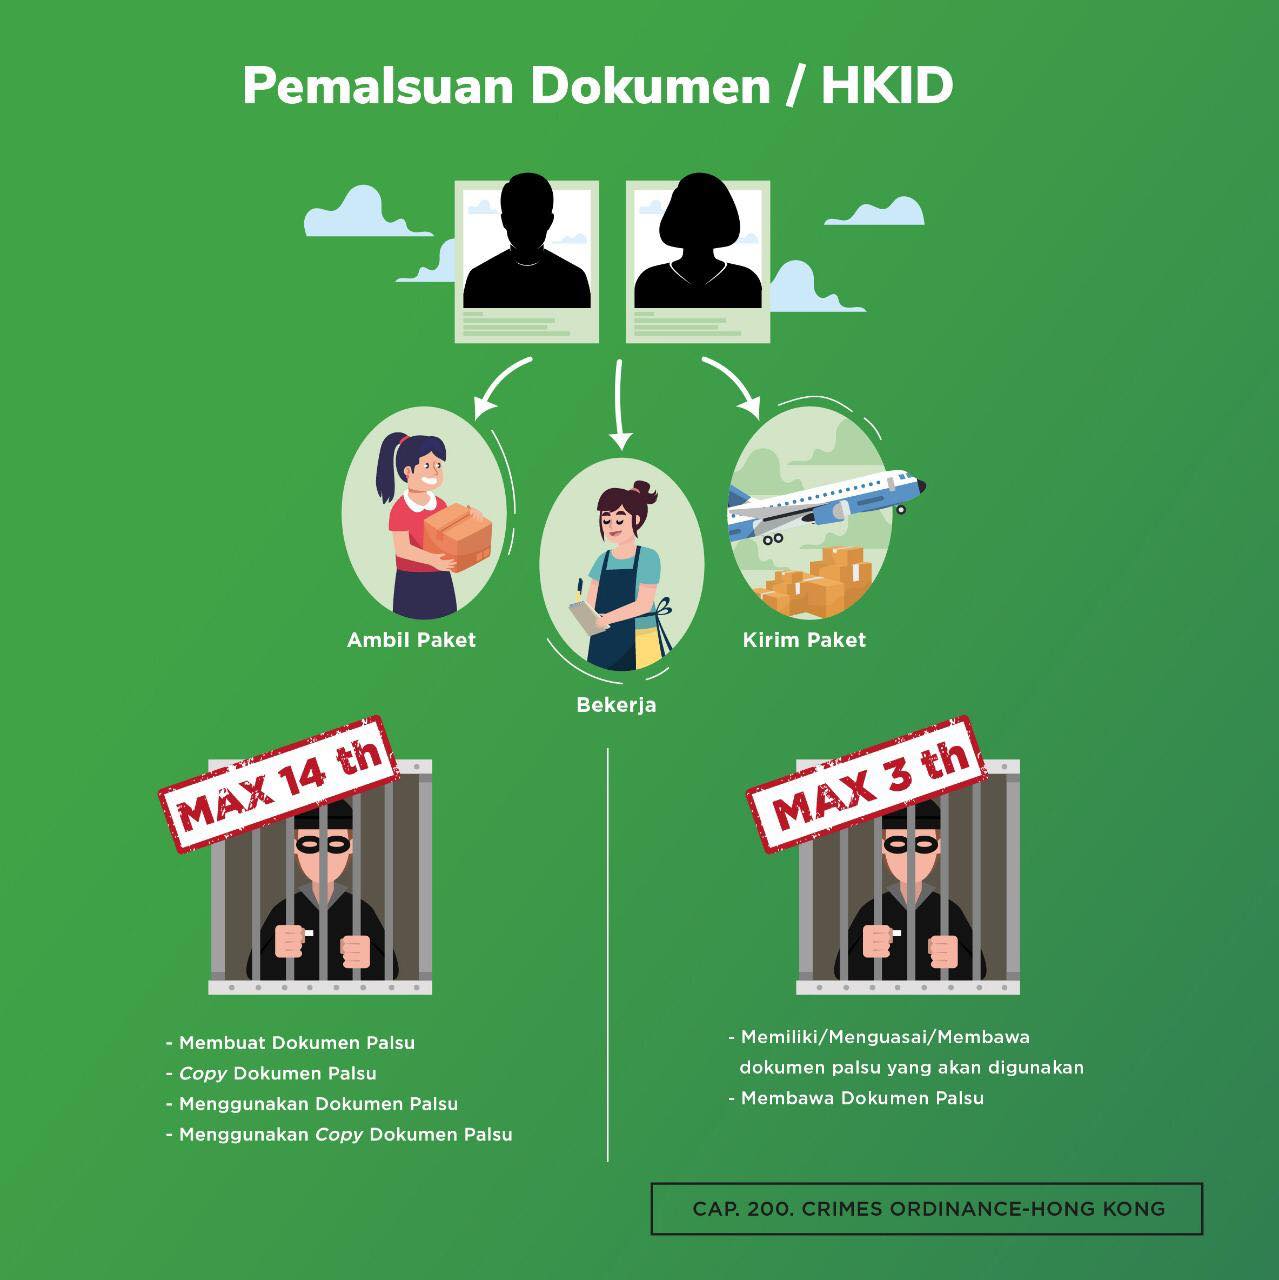 Pemalsuan Dokumen / HKID
Ambil Paket
Bekerja
Kirim Paket
MAX 14 th
- Membuat Dokumen Palsu
- Copy Dokumen Palsu
- Menggunakan Dokumen Palsu
- Menggunakan Copy Dokumen Palsu
MAX 3 th
- Memiliki/Menguasai/Membawa
dokumen palsu yang akan digunakan
- Membawa Dokumen Palsu
CAP. 200. CRIMES ORDINANCE-HONG KONG